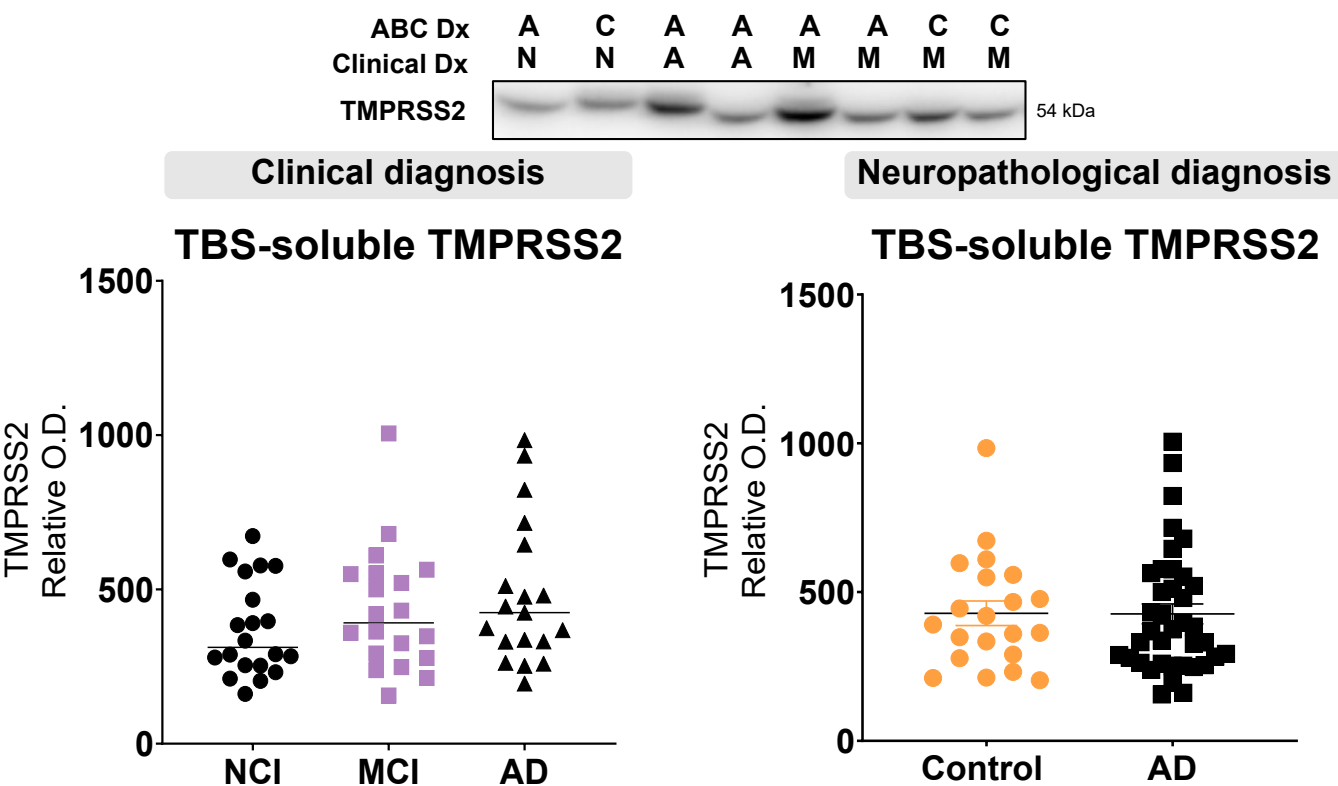 ABC Dx A C A A A A C C
Clinical Dx N N A A M M M M
TMPRSS2 54 kDa
Clinical diagnosis
Neuropathological diagnosis
TBS-soluble TMPRSS2
TBS-soluble TMPRSS2
TMPRSS2
Relative O.D.
1500
1000
500
0
NCI MCI AD
TMPRSS2
Relative O.D.
1500
1000
500
0
Control AD